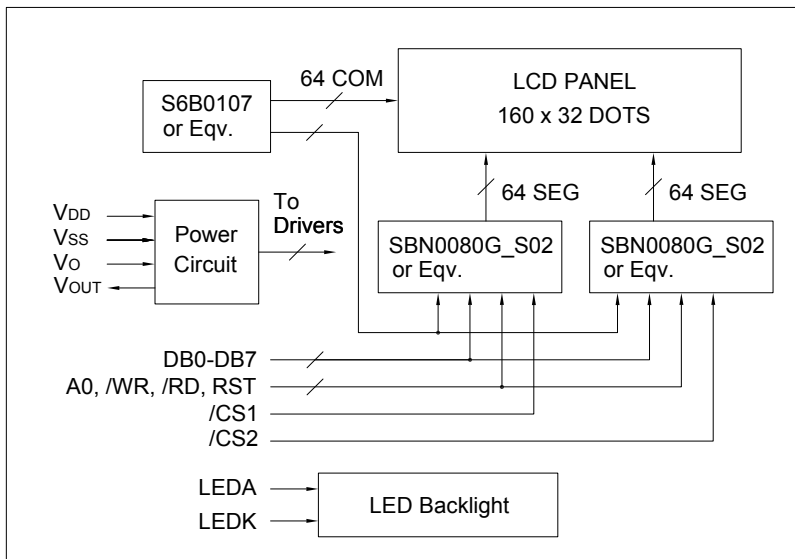 64 COM
S6B0107
or Eqv.
LCD PANEL
160 x 32 DOTS
64 SEG
64 SEG
VDD
VSS
VO
VOUT
Power
Circuit
To
Drivers
SBN0080G_S02
or Eqv.
SBN0080G_S02
or Eqv.
DB0-DB7
A0, /WR, /RD, RST
/CS1
/CS2
LEDA
LEDK
LED Backlight